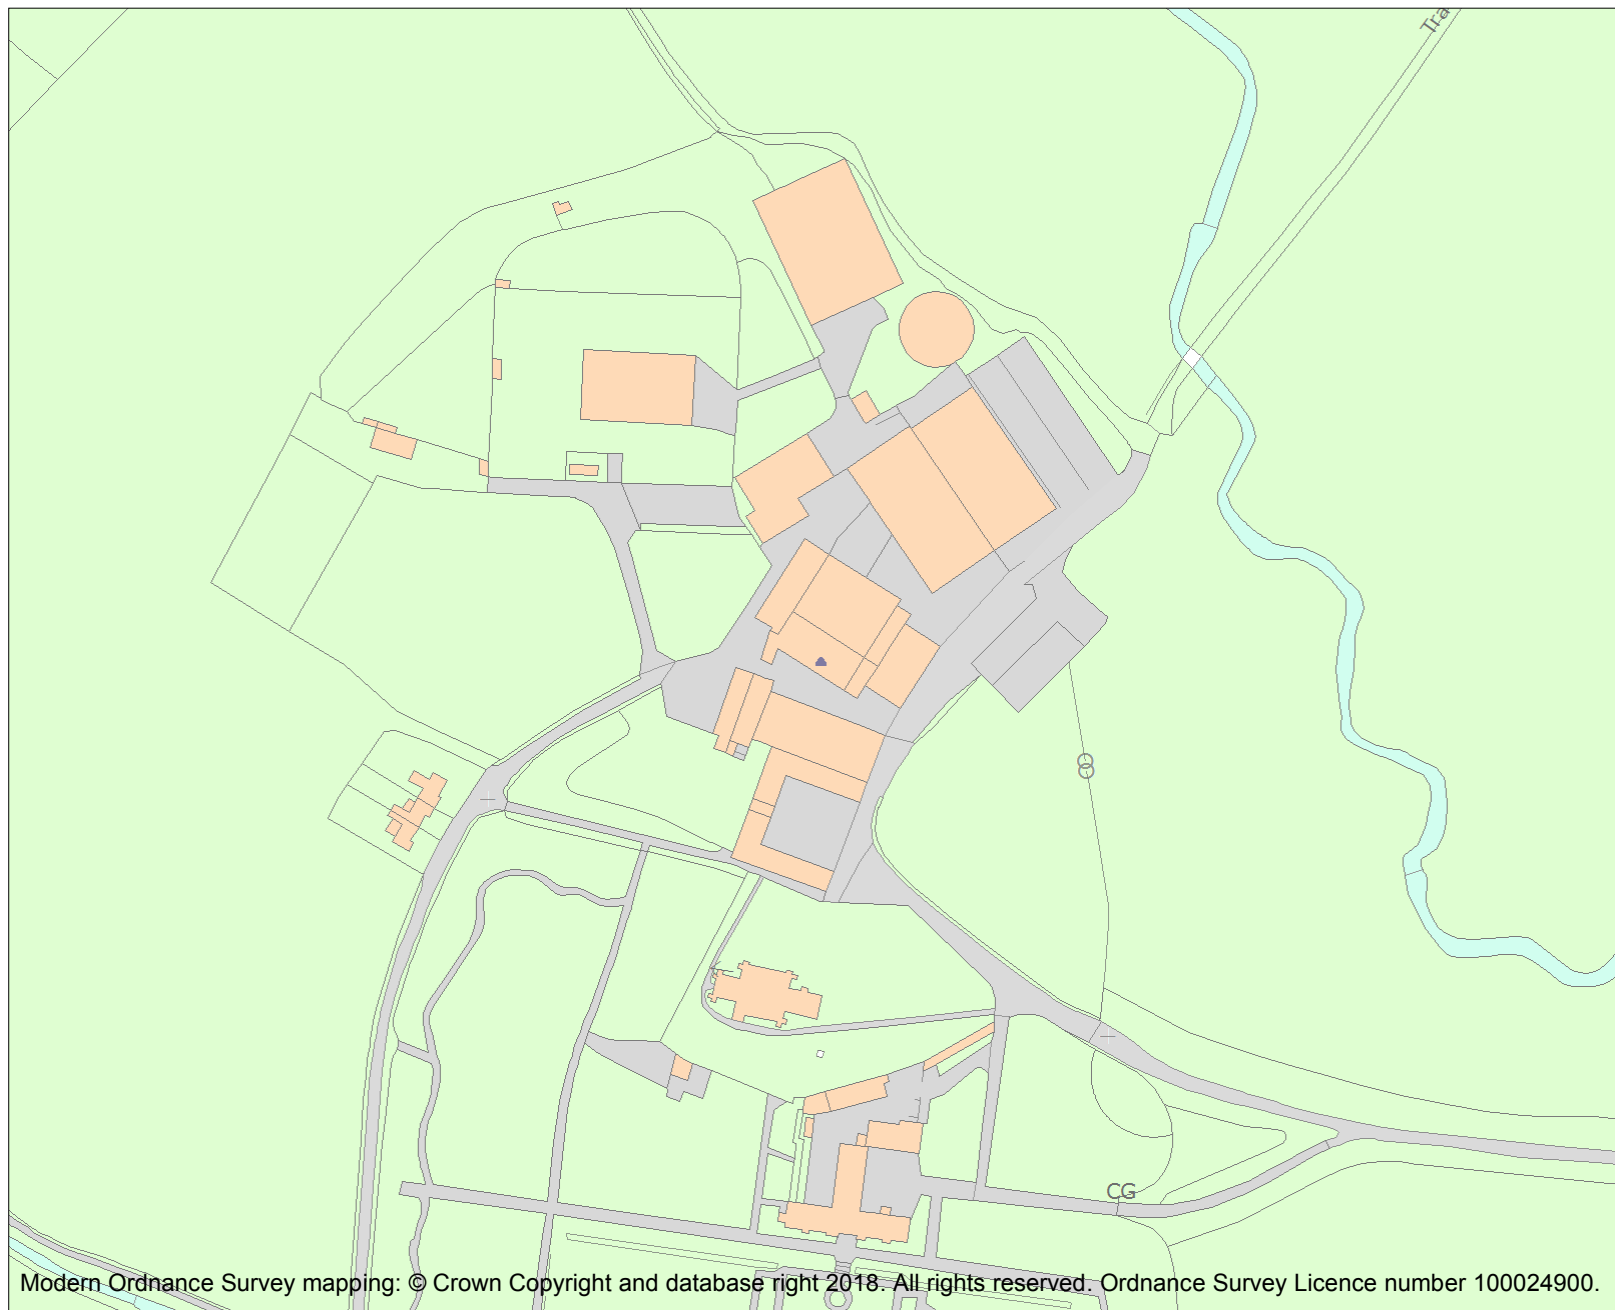 Tra
CG
Modern Ordnance Survey mapping: © Crown Copyright and database right 2018. All rights reserved. Ordnance Survey Licence number 100024900.